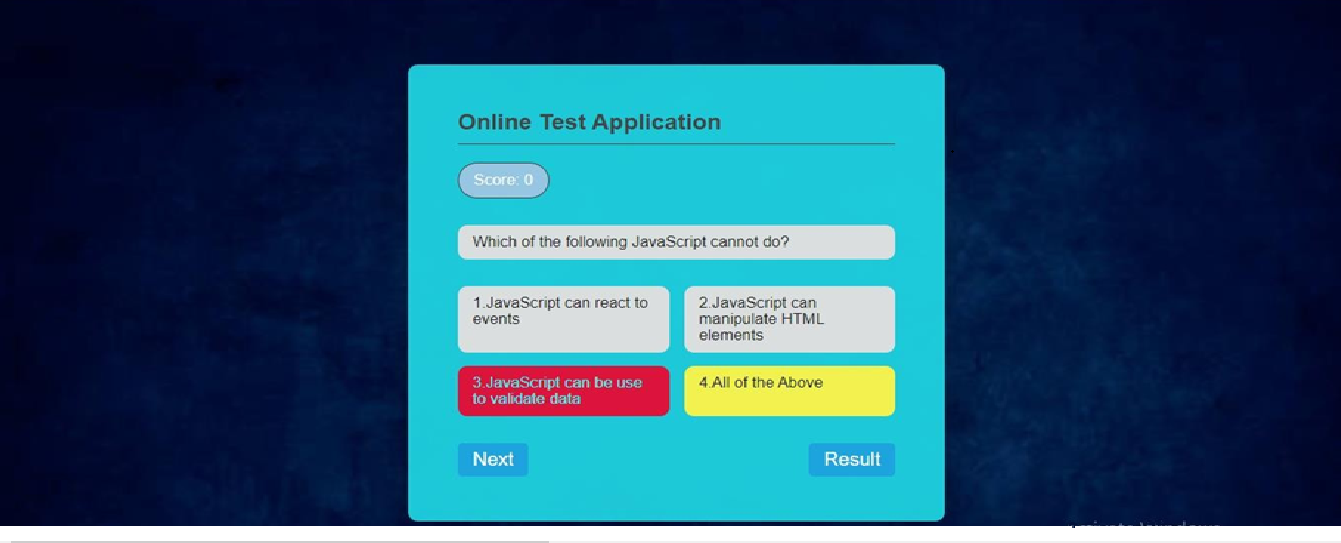 Online Test Application
Score: 0
Which of the following JavaScript cannot do?
1.JavaScript can react to
events
2.JavaScript can
manipulate HTML
elements
3.JavaScript can be use
to validate data
4.All of the Above
Next
Result